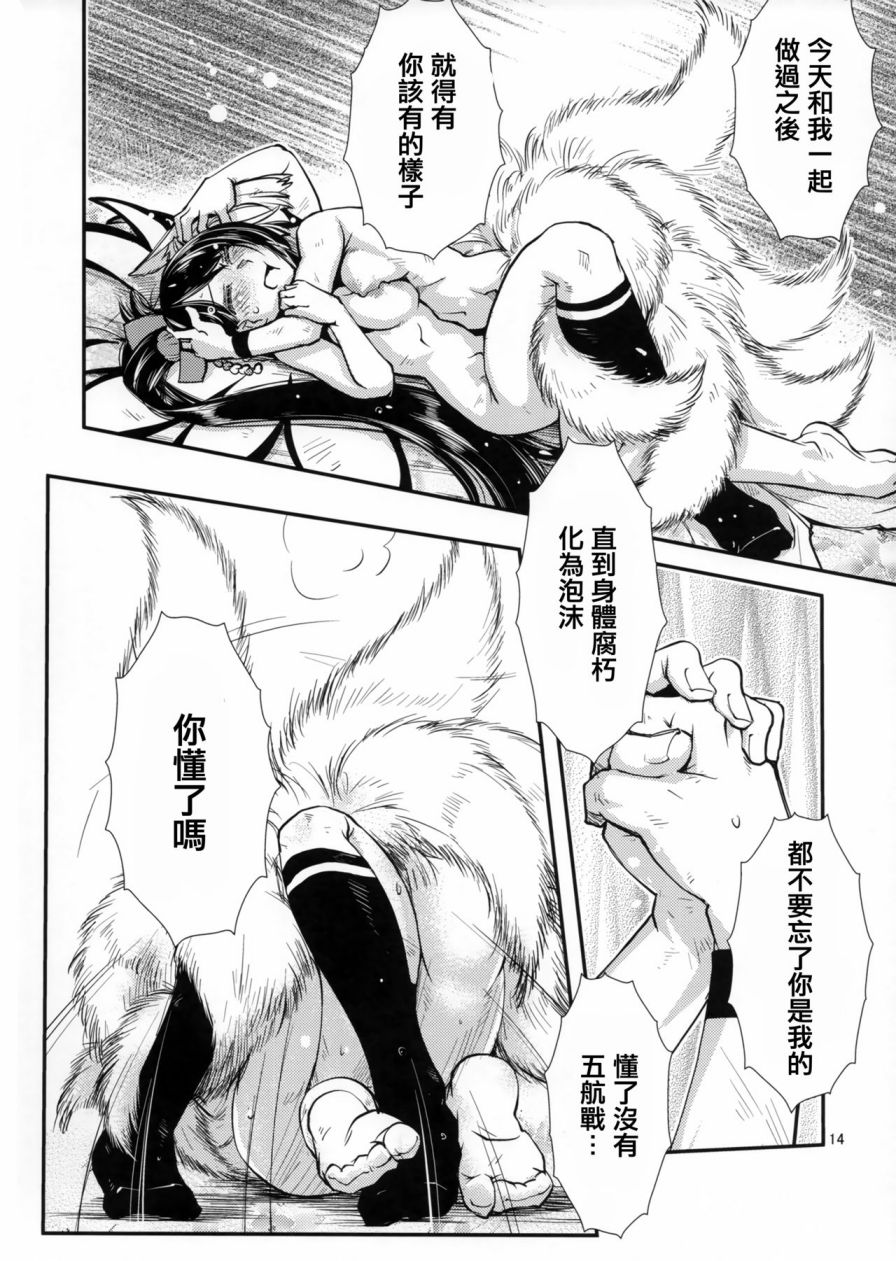 今天和我一起
做過之後
就得有
你該有的樣子
直到身體腐朽
化為泡沫
都不要忘了你是我的
懂了沒有
五航戰…
你懂了嗎
14